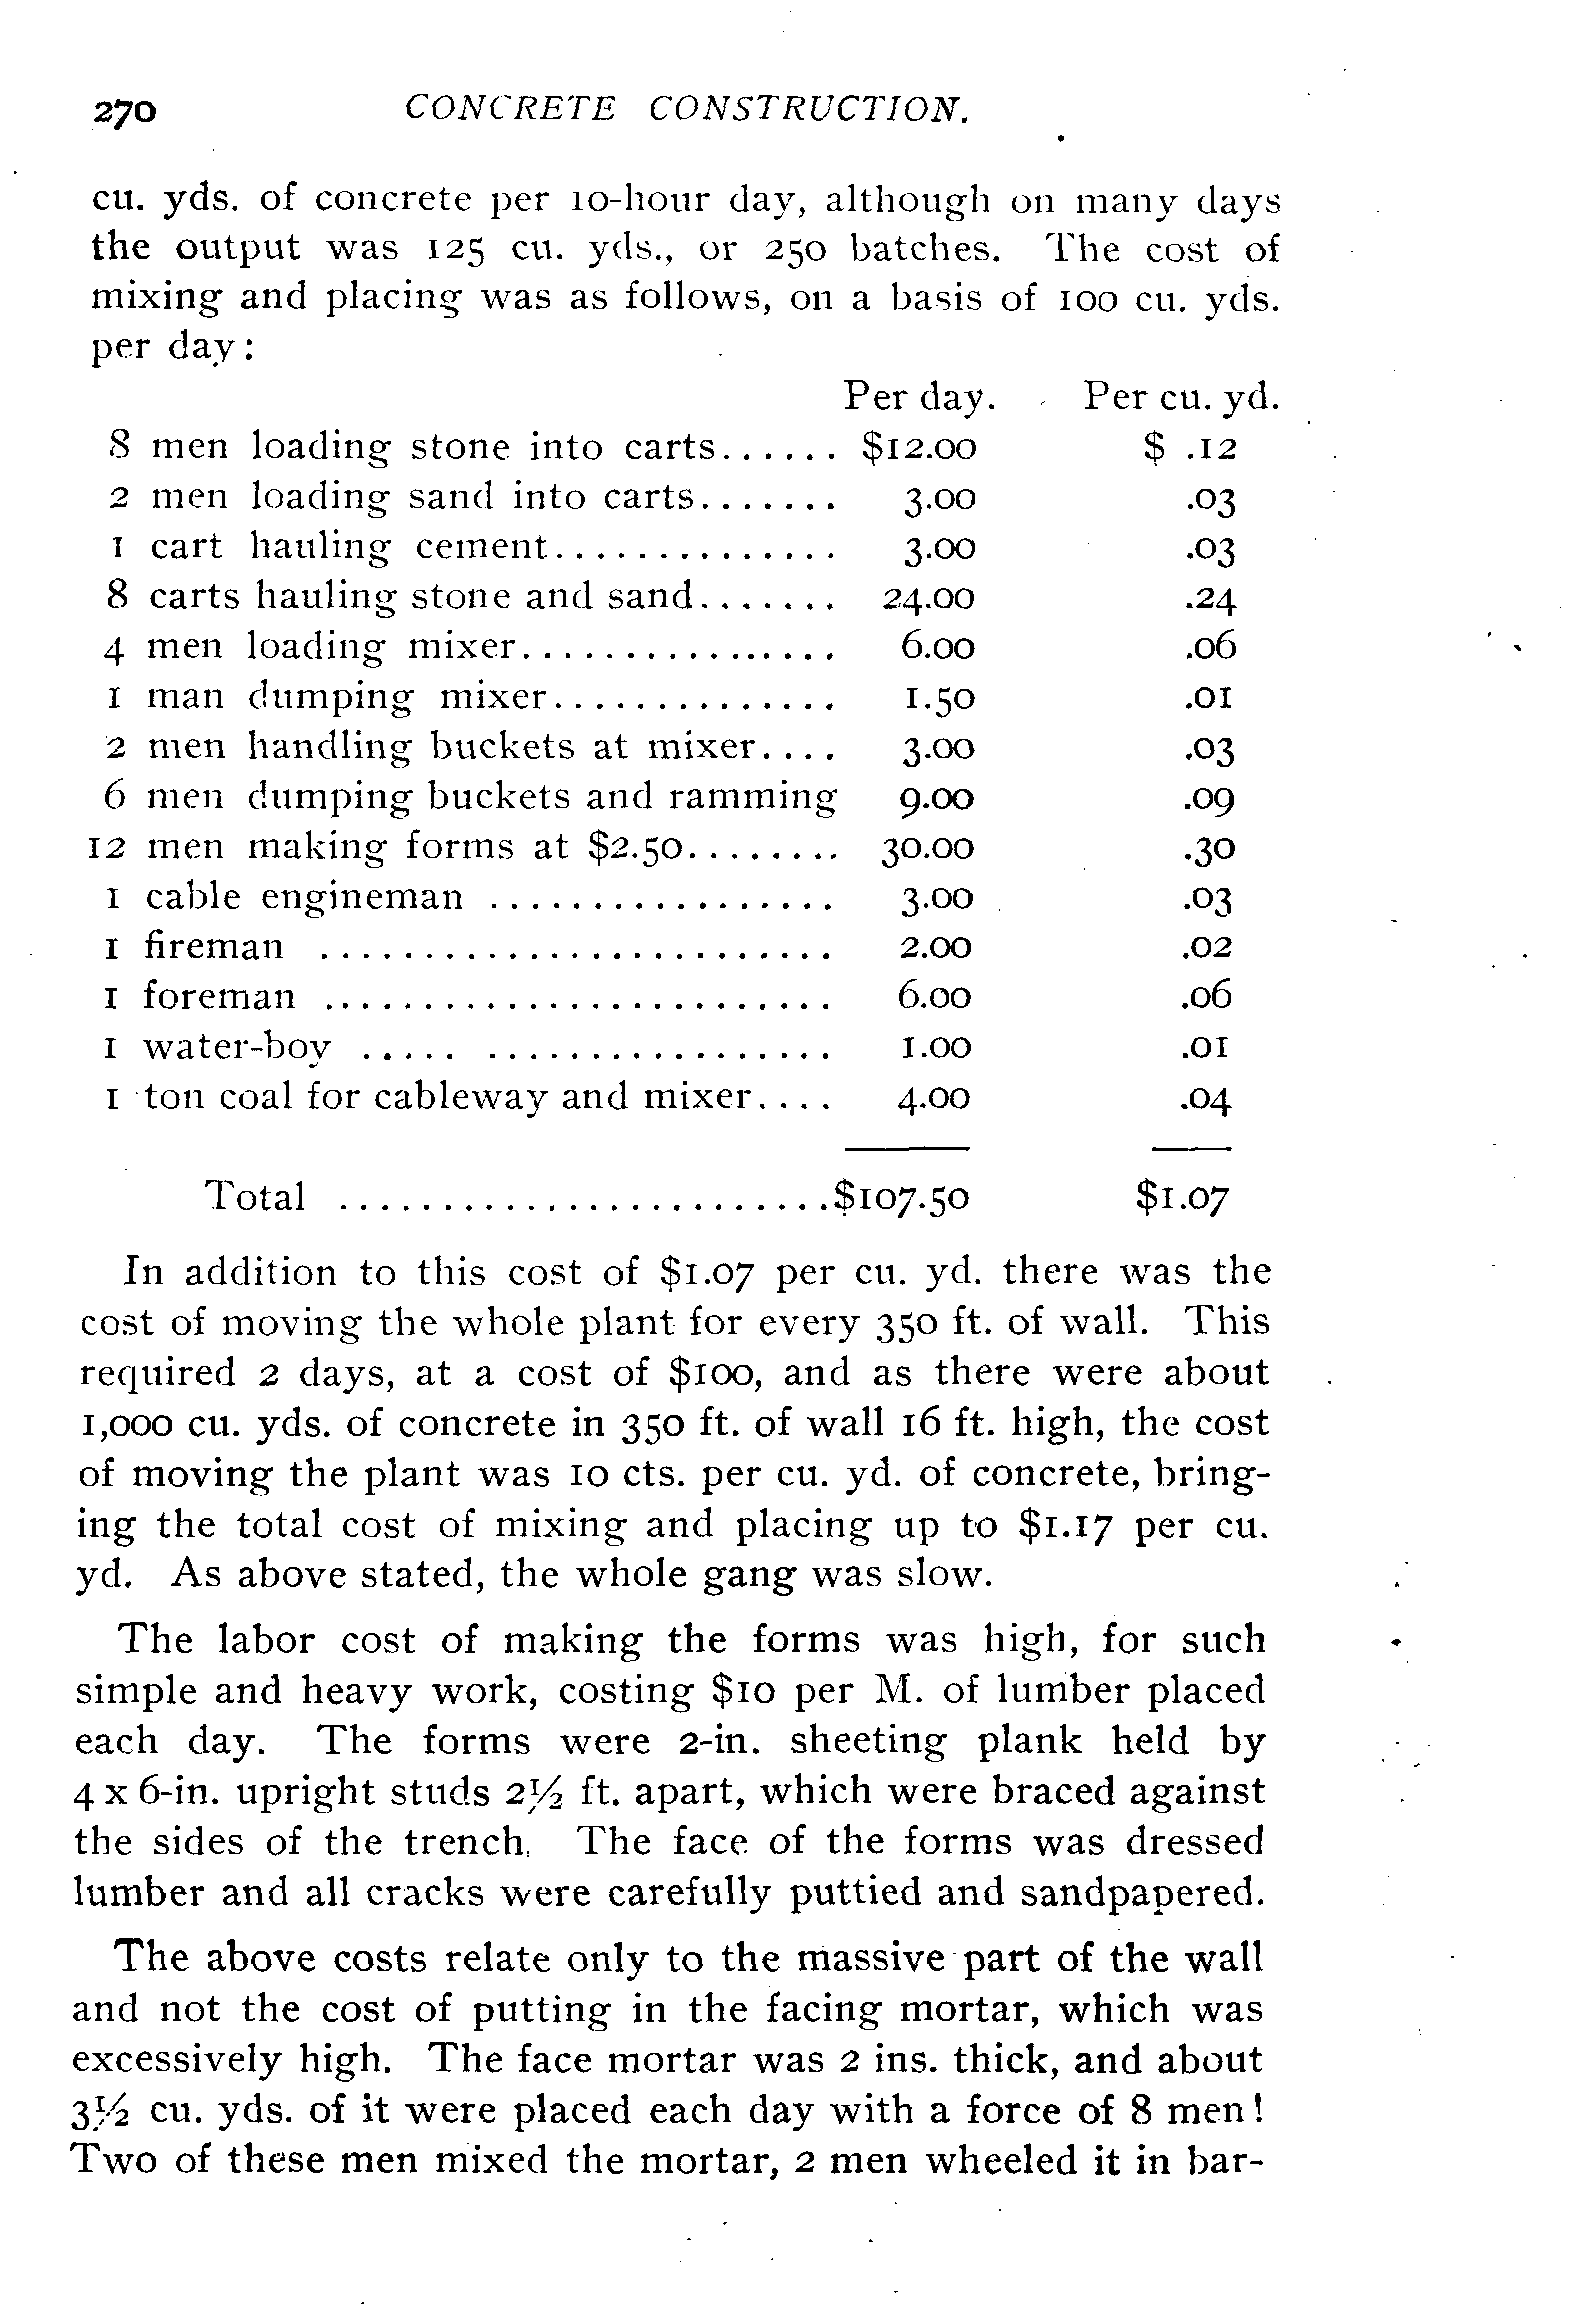 270 CONCRETE CONSTRUCTION.
cu. yds. of concrete per 10-hour day, although on many days
the output was 125 cu. yds., or 250 batches. The cost of
mixing and placing was as follows, on a basis of 100 cu. yds.
per day:
Per day. Per cu. yd.
8 men loading stone into carts...... $12.00 $ .12
2 men loading sand into carts....... 3.00 .03
1 cart hauling cement.............. 3.00 .03
8 carts hauling stone and sand....... 24.00 .24
4 men loading mixer............... 6.00 .06
1 man dumping mixer.............. 1.50 .01
2 men handling buckets at mixer.... 3.00 .03
6 men dumping buckets and ramming 9.00 .09
12 men making forms at $2.50........ 30.00 .30
1 cable engineman ................. 3.00 .03
1 fireman ......................... 2.00 .02
1 foreman ......................... 6.00 .06
1 water-boy ..... ................. 1.00 .01
1 ton coal for cableway and mixer.... 4.00 .04
Total ........................$107.50 $1.07
In addition to this cost of $1.07 per cu. yd. there was the
cost of moving the whole plant for every 350 ft. of wall. This
required 2 days, at a cost of $100, and as there were about
1,000 cu. yds. of concrete in 350 ft. of wall 16 ft. high, the cost
of moving the plant was 10 cts. per cu. yd. of concrete, bring-
ing the total cost of mixing and placing up to $1.17 per cu.
yd. As above stated, the whole gang was slow.
The labor cost of making the forms was high, for such
simple and heavy work, costing $10 per M. of lumber placed
each day. The forms were 2-in. sheeting plank held by
4 x 6-in. upright studs 2½ ft. apart, which were braced against
the sides of the trench. The face of the forms was dressed
lumber and all cracks were carefully puttied and sandpapered.
The above costs relate only to the massive part of the wall
and not the cost of putting in the facing mortar, which was
excessively high. The face mortar was 2 ins. thick, and about
3½ cu. yds. of it were placed each day with a force of 8 men!
Two of these men mixed the mortar, 2 men wheeled it in bar-